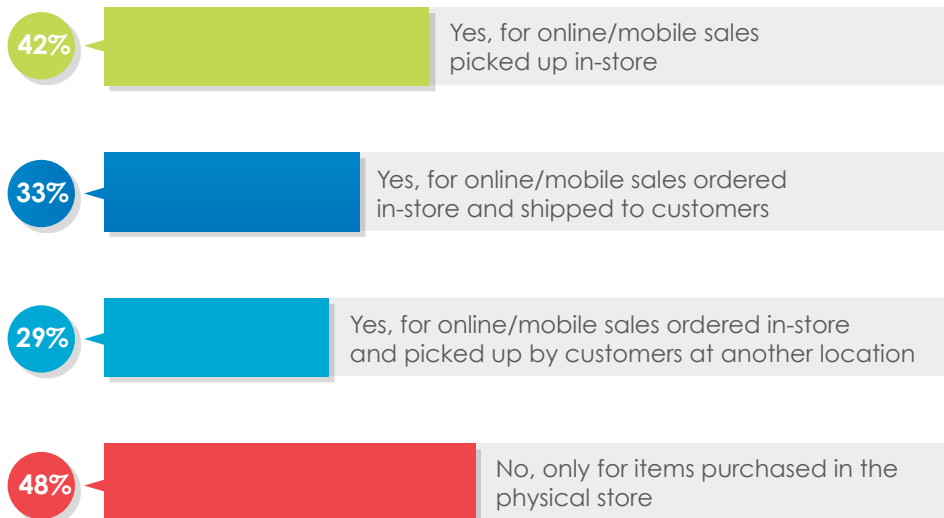 42%
Yes, for online/mobile sales
picked up in-store
33%
Yes, for online/mobile sales ordered
in-store and shipped to customers
29%
Yes, for online/mobile sales ordered in-store
and picked up by customers at another location
48%
No, only for items purchased in the
physical store